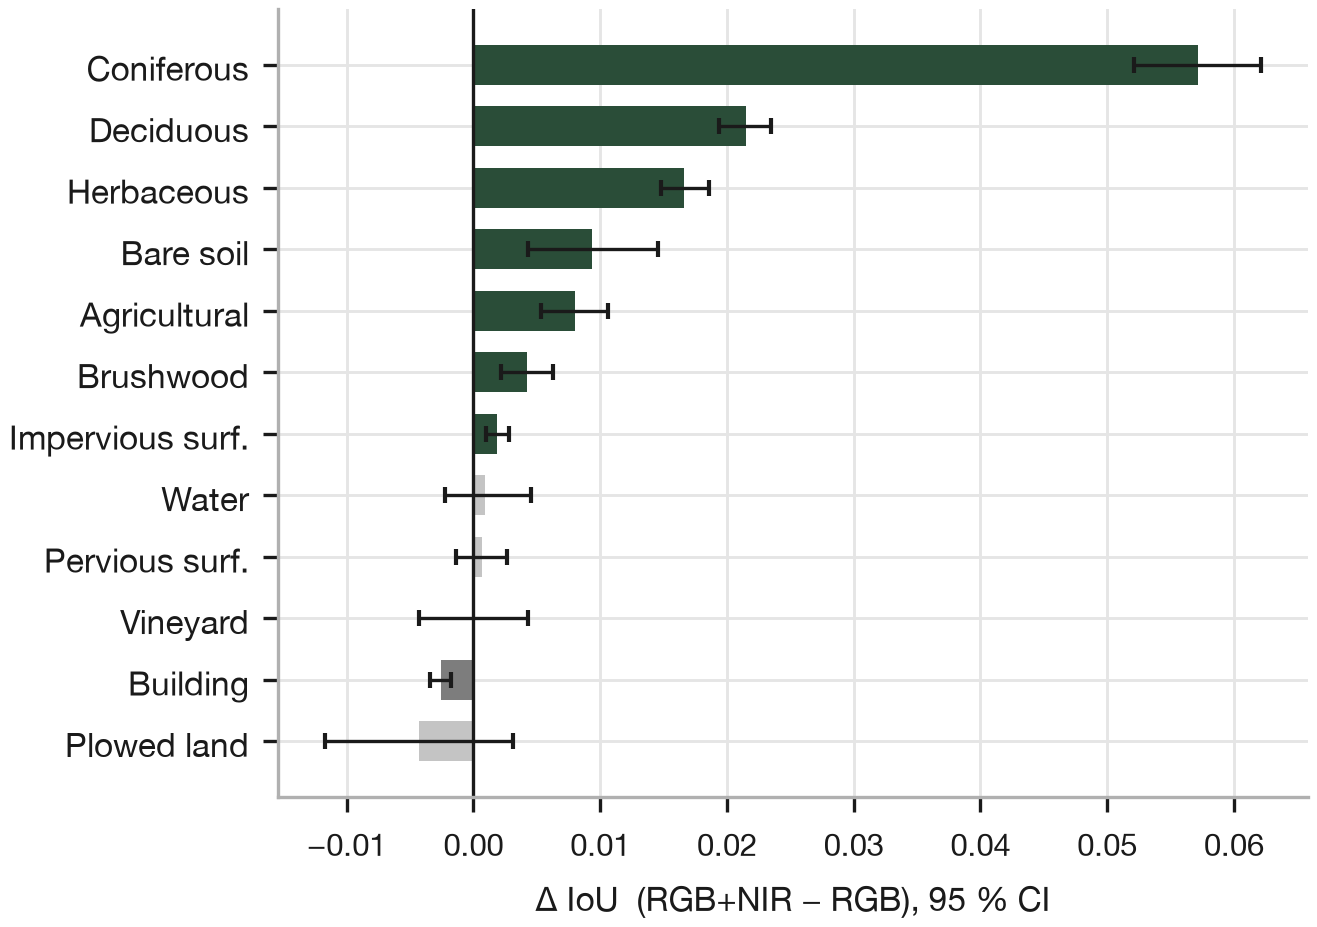 Coniferous
Deciduous
Herbaceous
Bare soil
Agricultural
Brushwood
Impervious surf.
Water
Pervious surf.
Vineyard
Building
Plowed land
−0.01 0.00 0.01 0.02 0.03 0.04 0.05 0.06
Δ IoU (RGB+NIR – RGB), 95 % CI